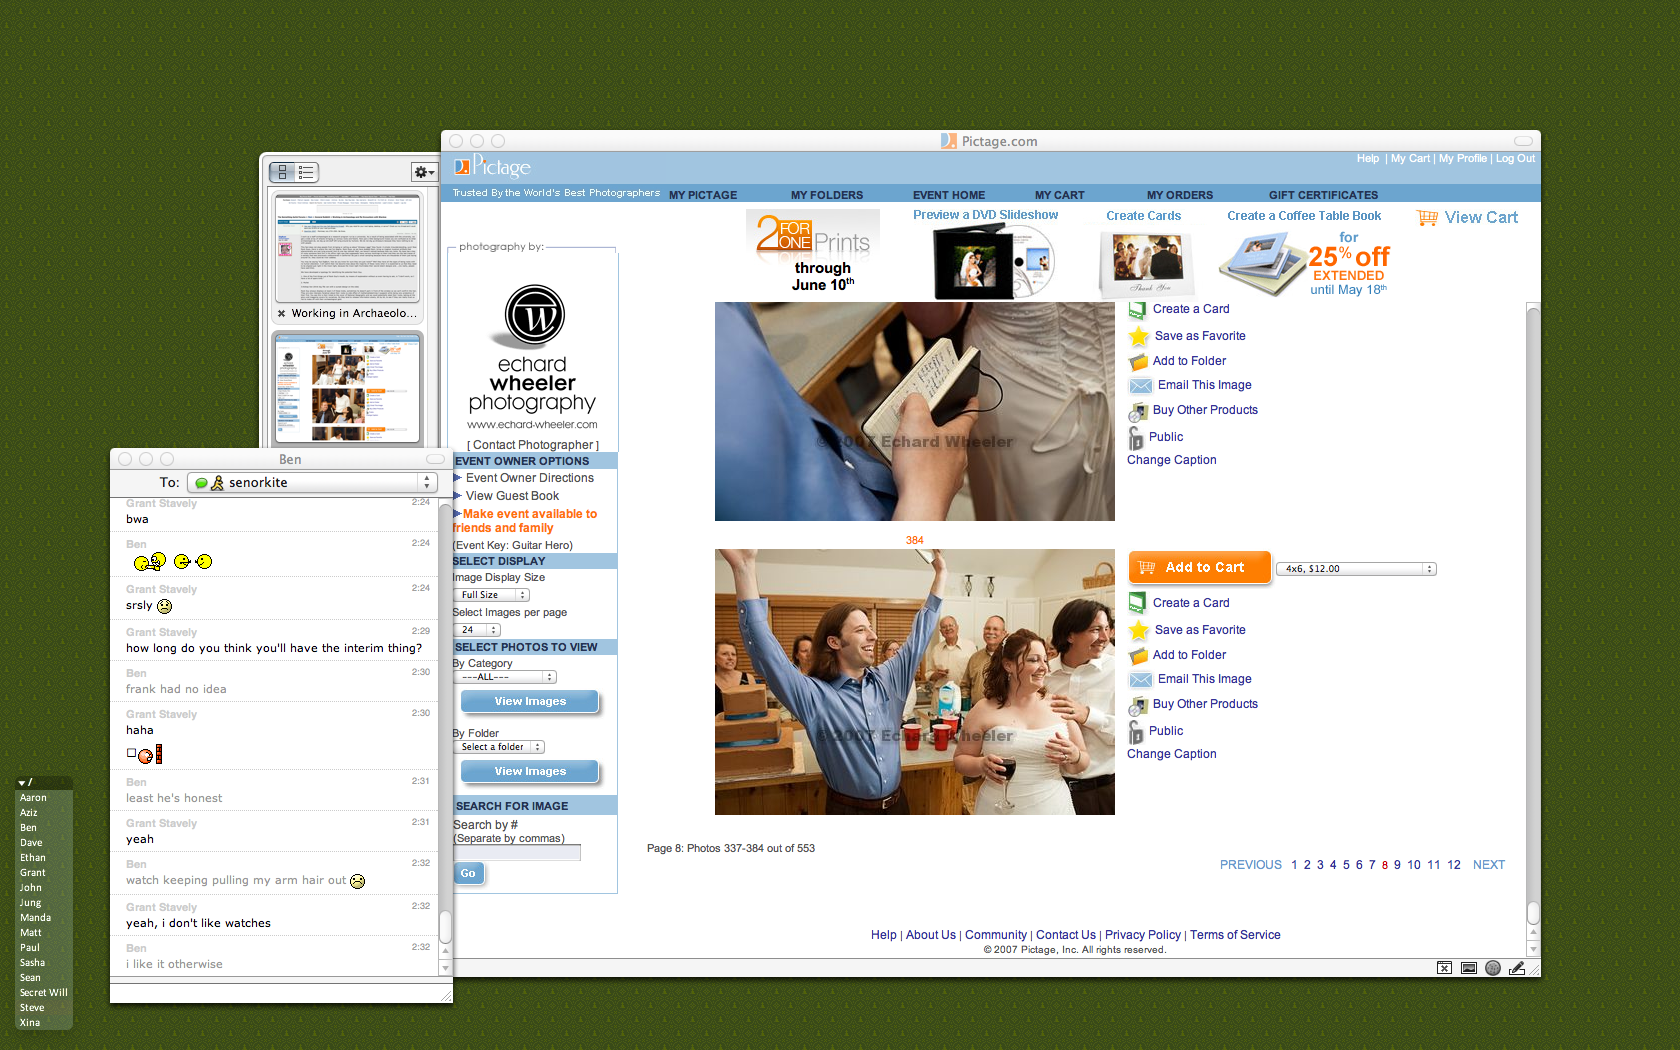 Pictage.com
Pictage
Help | My Cart | My Profile | Log Out
Trusted By the World's Best Photographers
MY PICTAGE
MY FOLDERS
EVENT HOME
MY CART
MY ORDERS
GIFT CERTIFICATES
2 FOR ONE Prints
through
June 10th
Preview a DVD Slideshow
Create Cards
Thank You
Create a Coffee Table Book
for
25% off
EXTENDED
until May 18th
View Cart
Working in Archaeolo...
photography by:
W
echard
wheeler
photography
www.echard-wheeler.com
[ Contact Photographer ]
EVENT OWNER OPTIONS
Event Owner Directions
View Guest Book
Make event available to
friends and family
(Event Key: Guitar Hero)
SELECT DISPLAY
Image Display Size
Full Size
Select Images per page
24
SELECT PHOTOS TO VIEW
By Category
---ALL---
View Images
By Folder
Select a folder
View Images
SEARCH FOR IMAGE
Search by #
(Separate by commas)
Go
© 2007 Echard Wheeler
Create a Card
Save as Favorite
Add to Folder
Email This Image
Buy Other Products
Public
Change Caption
384
© 2007 Echard Wheeler
Add to Cart
4x6, $12.00
Create a Card
Save as Favorite
Add to Folder
Email This Image
Buy Other Products
Public
Change Caption
Page 8: Photos 337-384 out of 553
PREVIOUS 1 2 3 4 5 6 7 8 9 10 11 12 NEXT
Help | About Us | Community | Contact Us | Privacy Policy | Terms of Service
© 2007 Pictage, Inc. All rights reserved.
Ben
To: senorkite
Grant Stavely 2:24
bwa
Ben 2:24
Grant Stavely 2:24
srsly
Grant Stavely 2:29
how long do you think you'll have the interim thing?
Ben 2:30
frank had no idea
Grant Stavely 2:30
haha
Ben 2:31
least he's honest
Grant Stavely 2:31
yeah
Ben 2:32
watch keeping pulling my arm hair out
Grant Stavely 2:32
yeah, i don't like watches
Ben 2:32
i like it otherwise
/
Aaron
Aziz
Ben
Dave
Ethan
Grant
John
Jung
Manda
Matt
Paul
Sasha
Sean
Secret Will
Steve
Xina